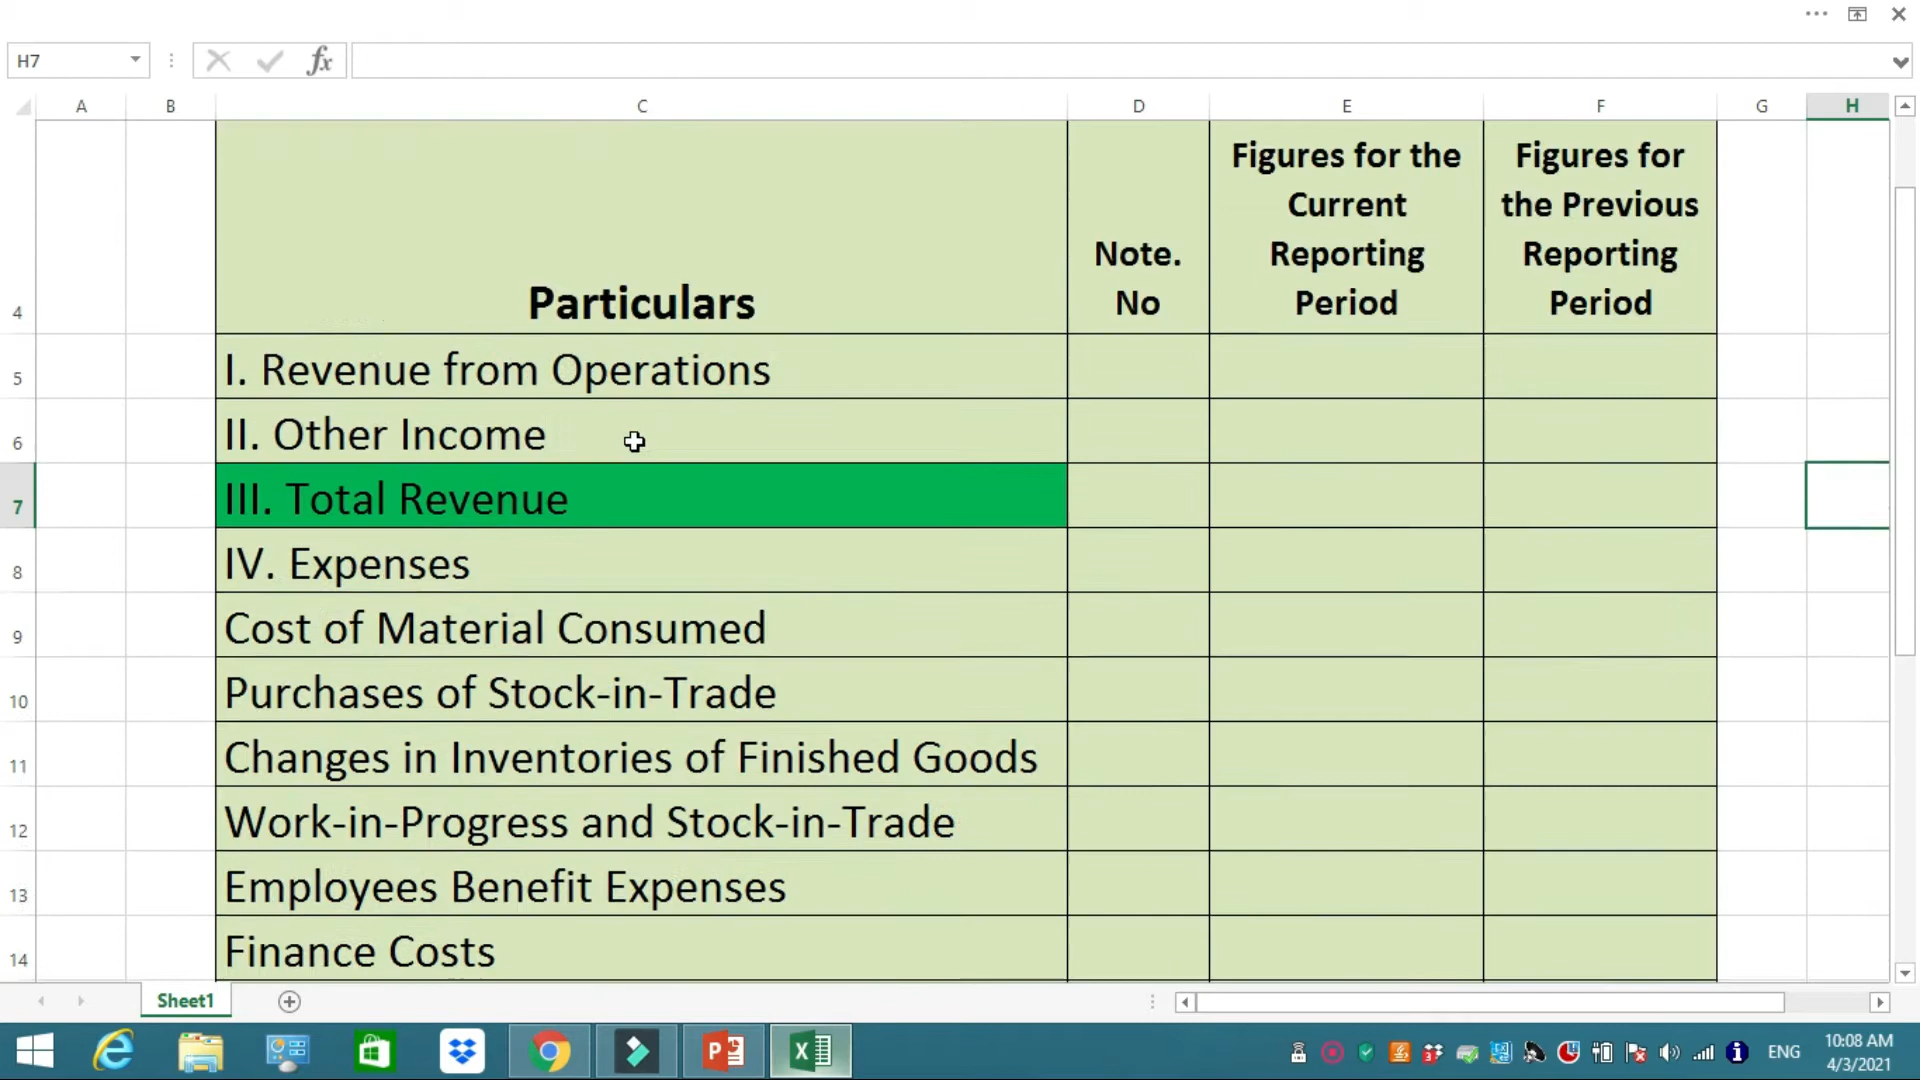 H7
fx
A B C D E F G H
4 Particulars
Note.
No
Figures for the
Current
Reporting
Period
Figures for
the Previous
Reporting
Period
5 I. Revenue from Operations
6 II. Other Income
7 III. Total Revenue
8 IV. Expenses
9 Cost of Material Consumed
10 Purchases of Stock-in-Trade
11 Changes in Inventories of Finished Goods
12 Work-in-Progress and Stock-in-Trade
13 Employees Benefit Expenses
14 Finance Costs
Sheet1
ENG
10:08 AM
4/3/2021